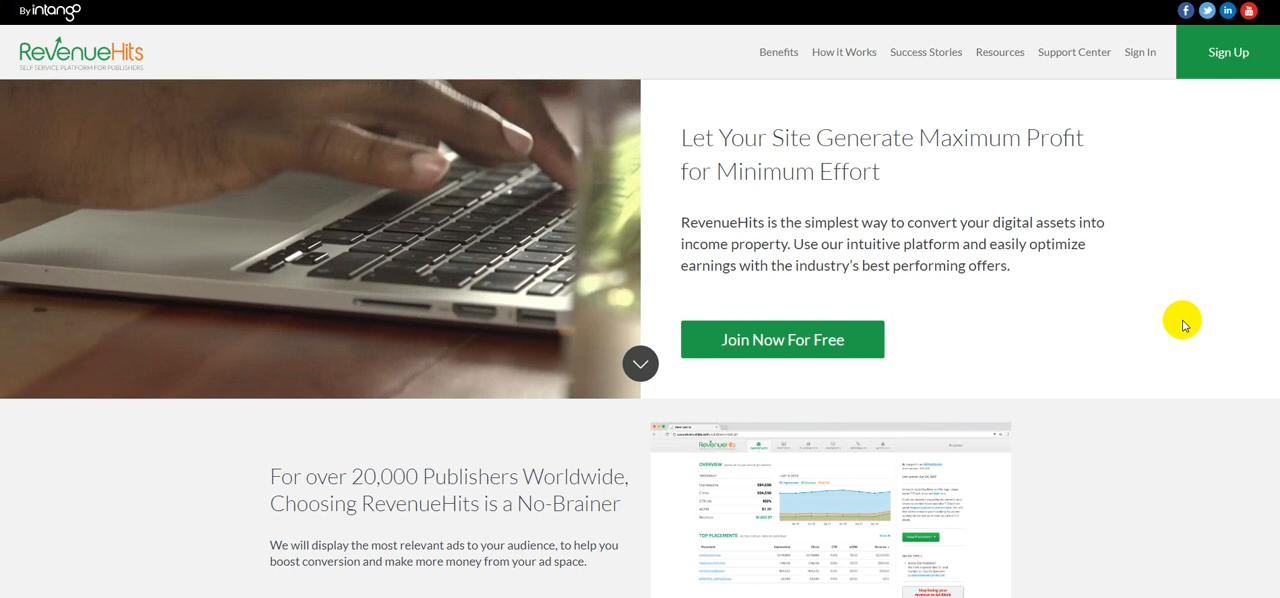 By intango
RevenueHits
SELF SERVICE PLATFORM FOR PUBLISHERS
Benefits How it Works Success Stories Resources Support Center Sign In Sign Up
Let Your Site Generate Maximum Profit
for Minimum Effort
RevenueHits is the simplest way to convert your digital assets into
income property. Use our intuitive platform and easily optimize
earnings with the industry's best performing offers.
Join Now For Free
For over 20,000 Publishers Worldwide,
Choosing RevenueHits is a No-Brainer
We will display the most relevant ads to your audience, to help you
boost conversion and make more money from your ad space.
RevenueHits
OVERVIEW
TOP PLACEMENTS